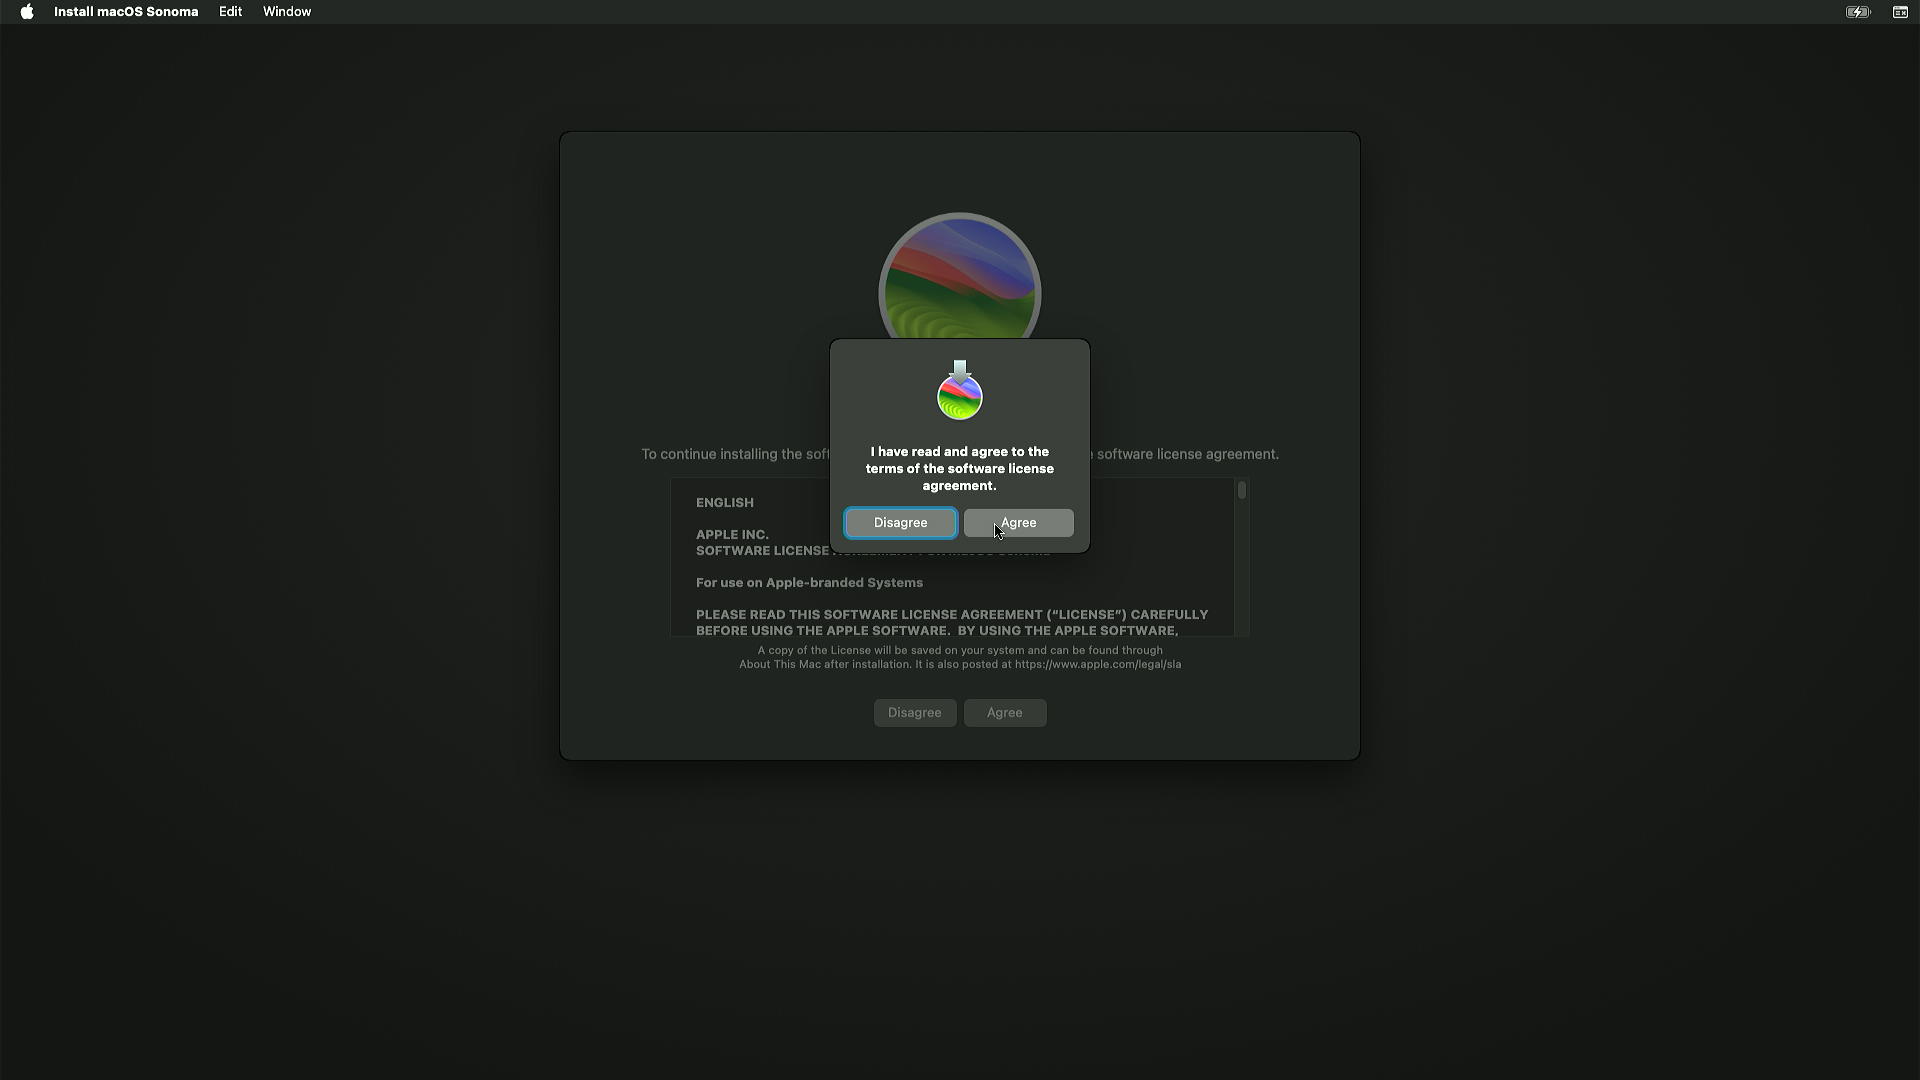 Install macOS Sonoma Edit Window
I have read and agree to the
terms of the software license
agreement.
Disagree Agree
To continue installing the software license agreement.
ENGLISH
APPLE INC.
SOFTWARE LICENSE
For use on Apple-branded Systems
PLEASE READ THIS SOFTWARE LICENSE AGREEMENT (“LICENSE”) CAREFULLY
BEFORE USING THE APPLE SOFTWARE. BY USING THE APPLE SOFTWARE,
A copy of the License will be saved on your system and can be found through
About This Mac after installation. It is also posted at https://www.apple.com/legal/sla
Disagree Agree